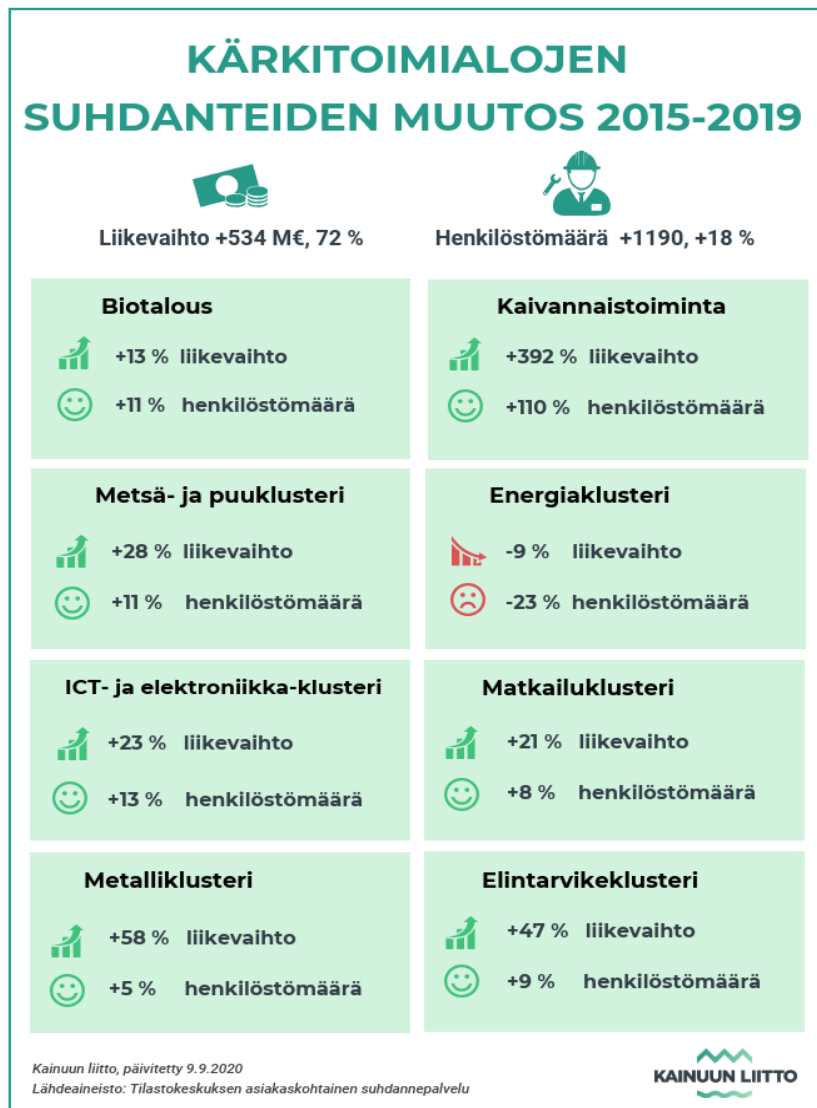 KÄRKITOIMIALOJEN
SUHDANTEIDEN MUUTOS 2015-2019
Liikevaihto +534 M€, 72 %
Henkilöstömäärä +1190, +18 %
Biotalous
+13 % liikevaihto
+11 % henkilöstömäärä
Kaivannaistoiminta
+392 % liikevaihto
+110 % henkilöstömäärä
Metsä- ja puuklusteri
+28 % liikevaihto
+11 % henkilöstömäärä
Energiaklusteri
-9 % liikevaihto
-23 % henkilöstömäärä
ICT- ja elektroniikka-klusteri
+23 % liikevaihto
+13 % henkilöstömäärä
Matkailuklusteri
+21 % liikevaihto
+8 % henkilöstömäärä
Metalliklusteri
+58 % liikevaihto
+5 % henkilöstömäärä
Elintarvikeklusteri
+47 % liikevaihto
+9 % henkilöstömäärä
Kainuun liitto, päivitetty 9.9.2020
Lähdeaineisto: Tilastokeskuksen asiakaskohtainen suhdannepalvelu
KAINUUN LIITTO